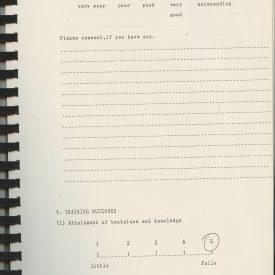 very poor poor good very outstanding
good
Please comment,if you have any.
V. TRAINING OUTCOMES
(1) Attainment of technique and knowledge
1 2 3 4 5
little fully